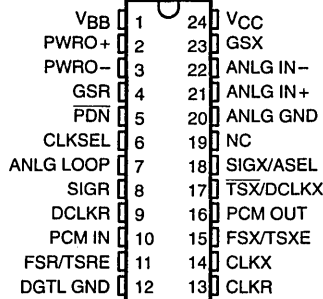 VBB 1 24 VCC
PWRO+ 2 23 GSX
PWRO− 3 22 ANLG IN−
GSR 4 21 ANLG IN+
PDN 5 20 ANLG GND
CLKSEL 6 19 NC
ANLG LOOP 7 18 SIGX/ASEL
SIGR 8 17 TSX/DCLKX
DCLKR 9 16 PCM OUT
PCM IN 10 15 FSX/TSXE
FSR/TSRE 11 14 CLKX
DGTL GND 12 13 CLKR